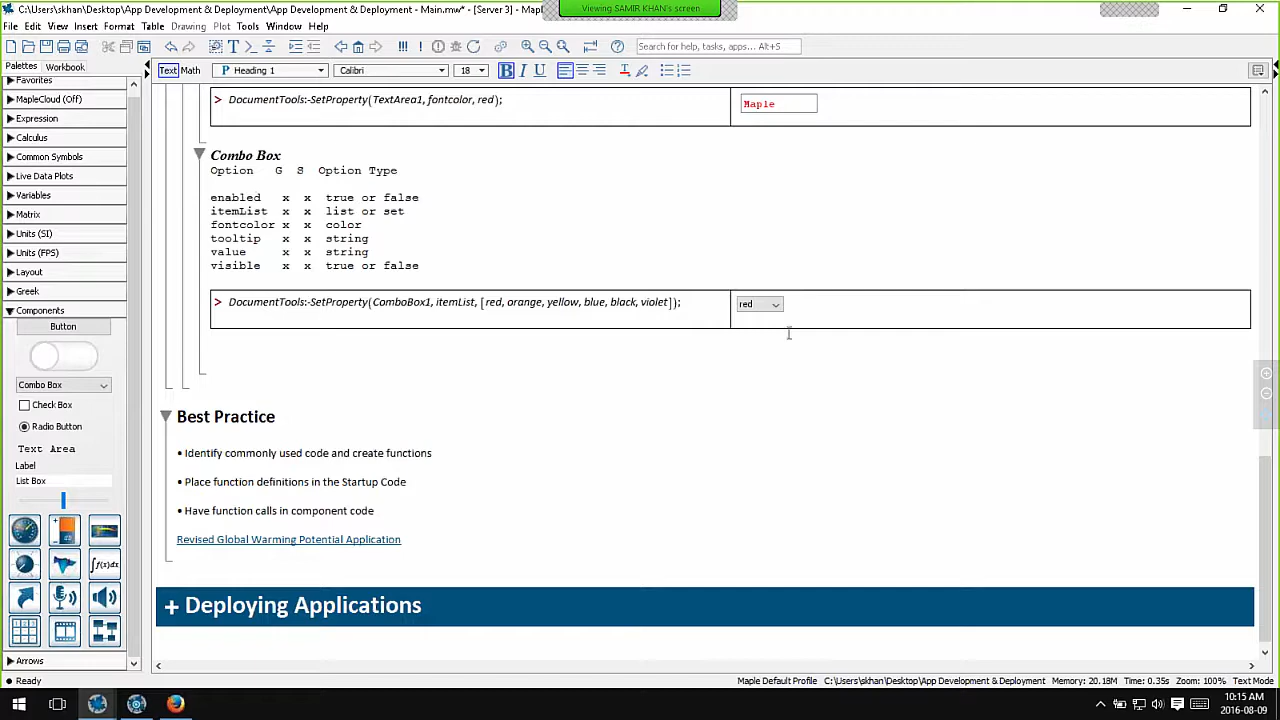 Viewing SAMIR KHAN's screen
C:\Users\skhan\Desktop\App Development & Deployment\App Development & Deployment - Main.mw* - [Server 3] - Mapl
File Edit View Insert Format Table Drawing Plot Tools Window Help
Search for help, tasks, apps... Alt+S
Palettes Workbook
Text Math P Heading 1 Calibri 18 B I U
Favorites
MapleCloud (Off)
Expression
Calculus
Common Symbols
Live Data Plots
Variables
Matrix
Units (SI)
Units (FPS)
Layout
Greek
Components
Button
Combo Box
Check Box
Radio Button
Text Area
Label
List Box
∫f(x)dx
Arrows
> DocumentTools:-SetProperty(TextArea1, fontcolor, red);
Maple
Combo Box
Option G S Option Type
enabled x x true or false
itemList x x list or set
fontcolor x x color
tooltip x x string
value x x string
visible x x true or false
> DocumentTools:-SetProperty(ComboBox1, itemList, [red, orange, yellow, blue, black, violet]);
red
Best Practice
• Identify commonly used code and create functions
• Place function definitions in the Startup Code
• Have function calls in component code
Revised Global Warming Potential Application
+ Deploying Applications
Ready
Maple Default Profile C:\Users\skhan\Desktop\App Development & Deployment Memory: 20.18M Time: 0.35s Zoom: 100% Text Mode
10:15 AM
2016-08-09